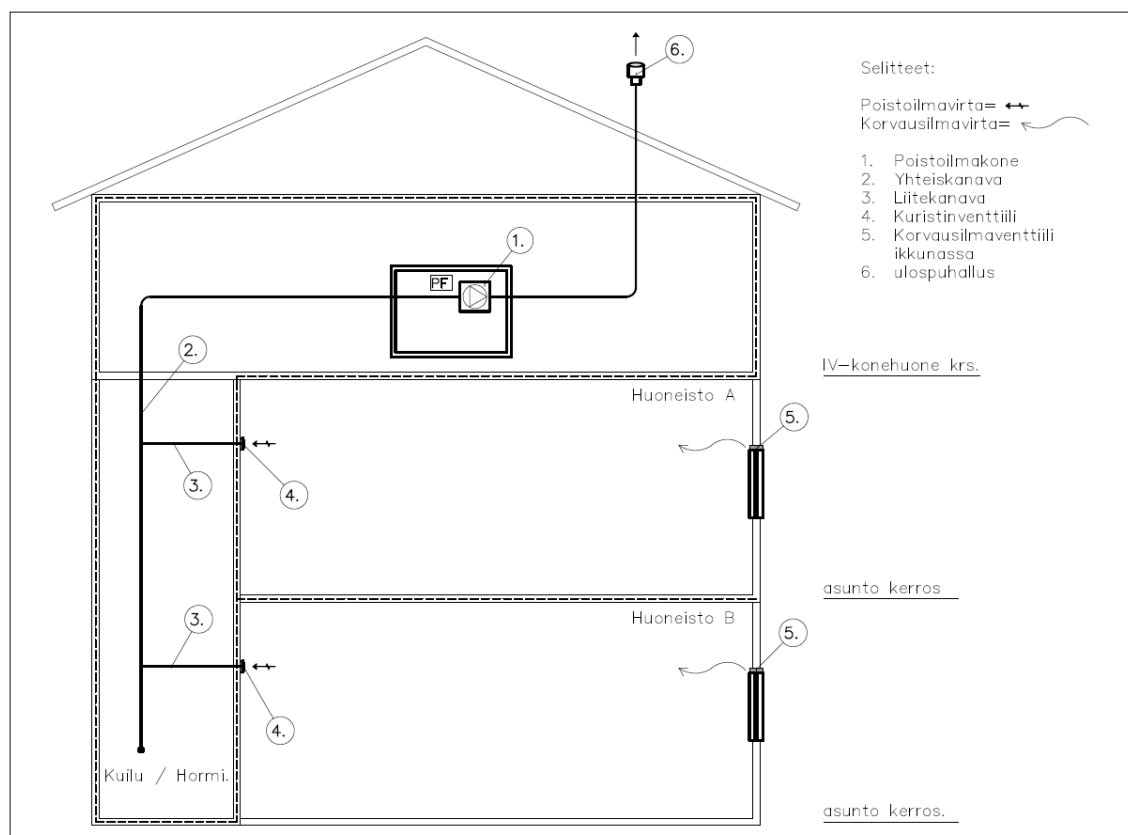 6.
Selitteet:
Poistoilmavirta=
Korvausilmavirta=
1. Poistoilmakone
2. Yhteiskanava
3. Liitekanava
4. Kuristinventtiili
5. Korvausilmaventtiili
ikkunassa
6. ulospuhallus
1.
PF
2.
IV-konehuone krs.
Huoneisto A
5.
3.
4.
asunto kerros
Huoneisto B
3.
5.
4.
Kuilu / Hormi.
asunto kerros.